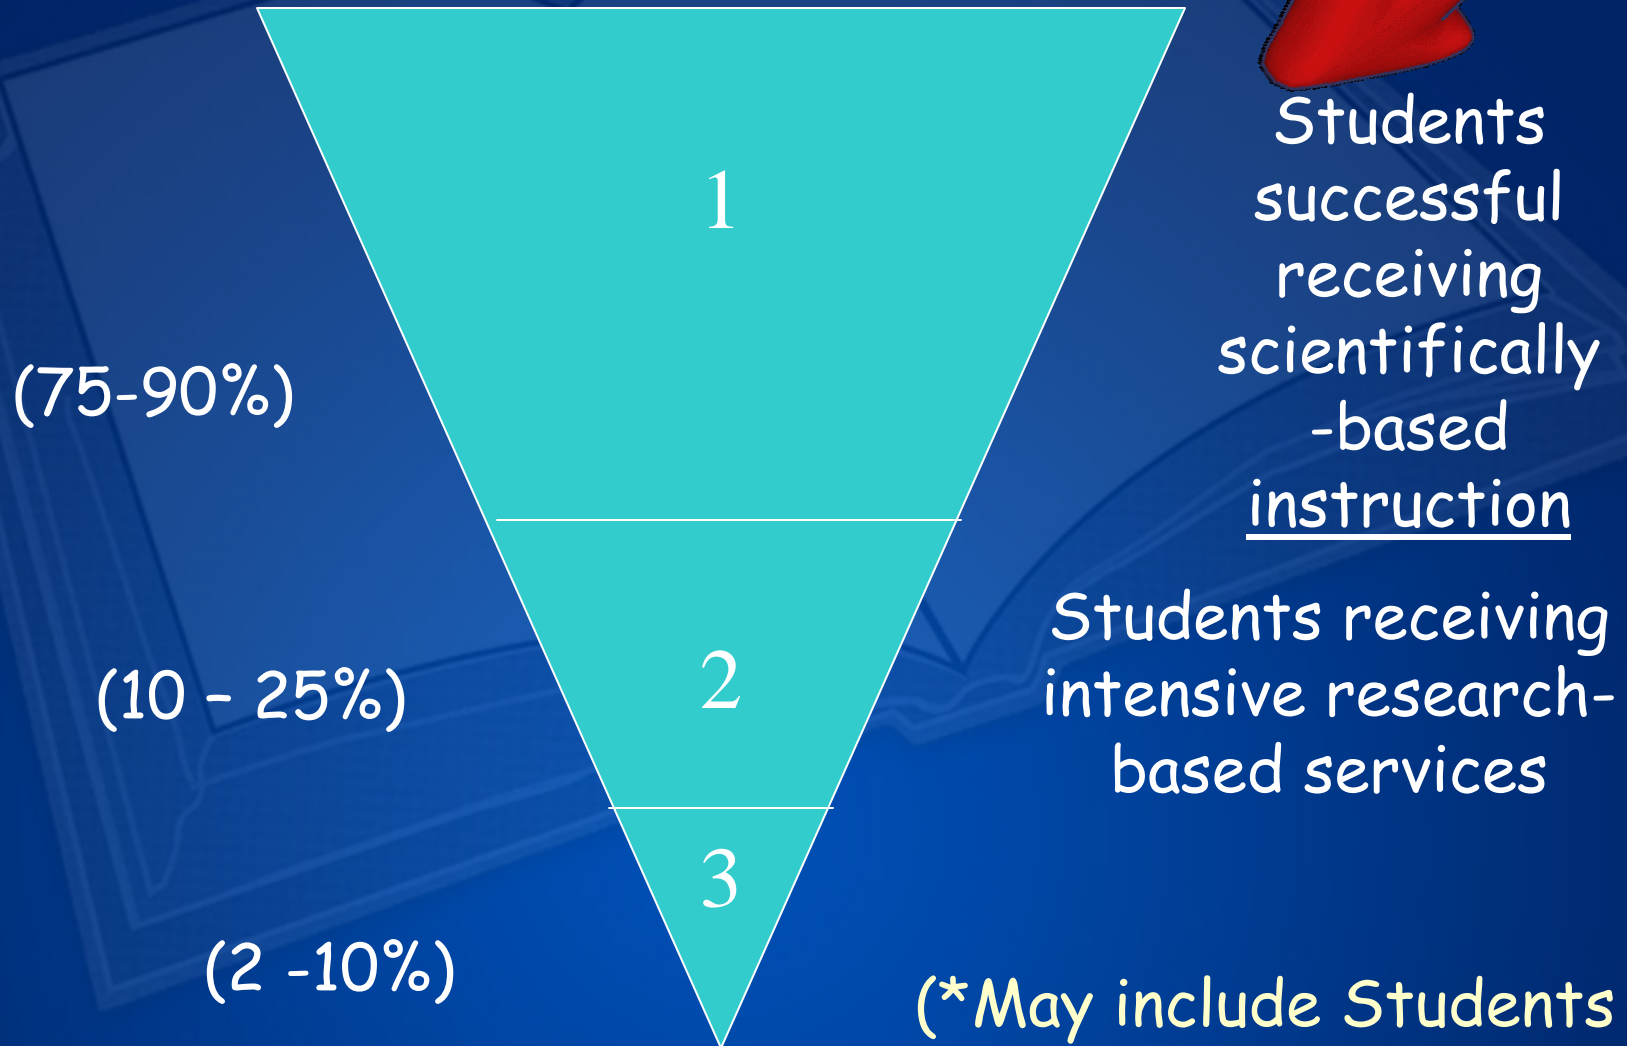 1
Students
successful
receiving
scientifically
-based
instruction
(75-90%)
2
(10 – 25%)
Students receiving
intensive research-
based services
3
(2 -10%)
(*May include Students